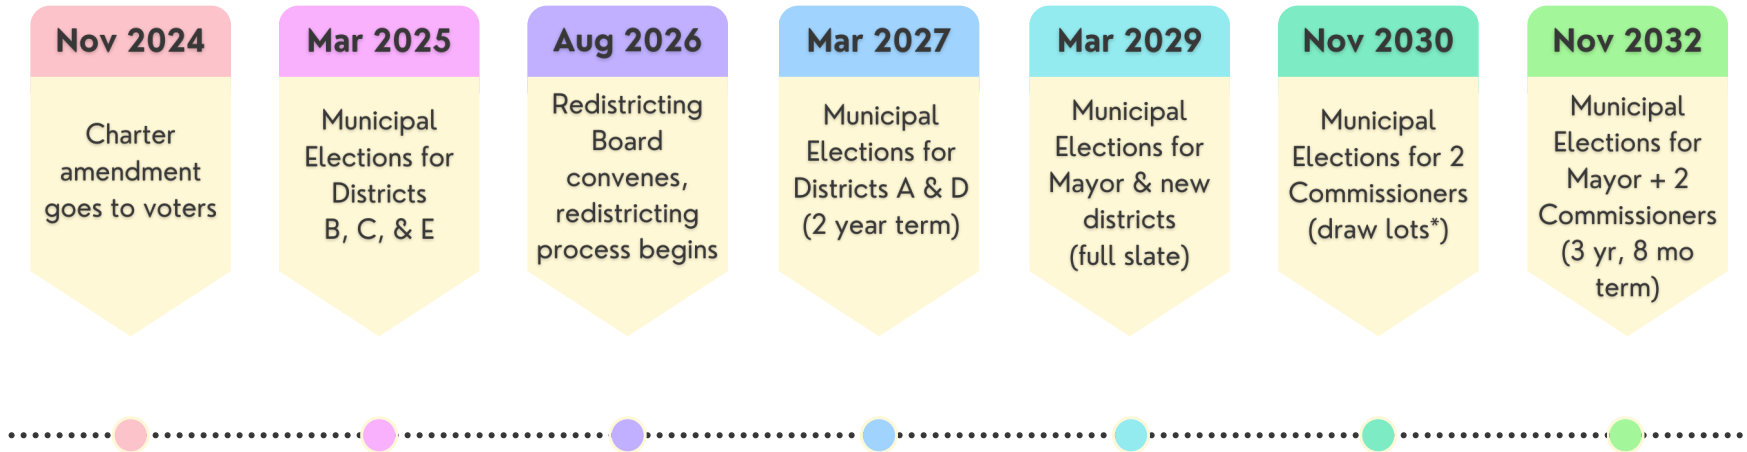 Nov 2024
Charter
amendment
goes to voters
Mar 2025
Municipal
Elections for
Districts
B, C, & E
Aug 2026
Redistricting
Board
convenes,
redistricting
process begins
Mar 2027
Municipal
Elections for
Districts A & D
(2 year term)
Mar 2029
Municipal
Elections for
Mayor & new
districts
(full slate)
Nov 2030
Municipal
Elections for 2
Commissioners
(draw lots*)
Nov 2032
Municipal
Elections for
Mayor + 2
Commissioners
(3 yr, 8 mo
term)